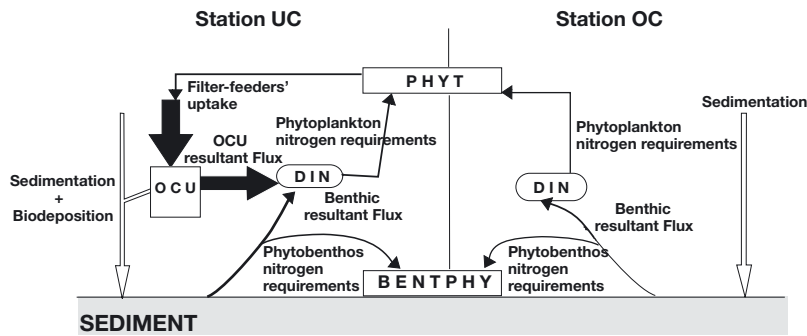 Station UC
Station OC
PHYT
Filter-feeders'
uptake
Sedimentation
Phytoplankton
nitrogen requirements
Phytoplankton
nitrogen requirements
OCU
resultant Flux
Sedimentation
+
Biodeposition
OCU
DIN
DIN
Benthic
resultant Flux
Benthic
resultant Flux
Phytobenthos
nitrogen
requirements
Phytobenthos
nitrogen
requirements
BENTPHY
SEDIMENT